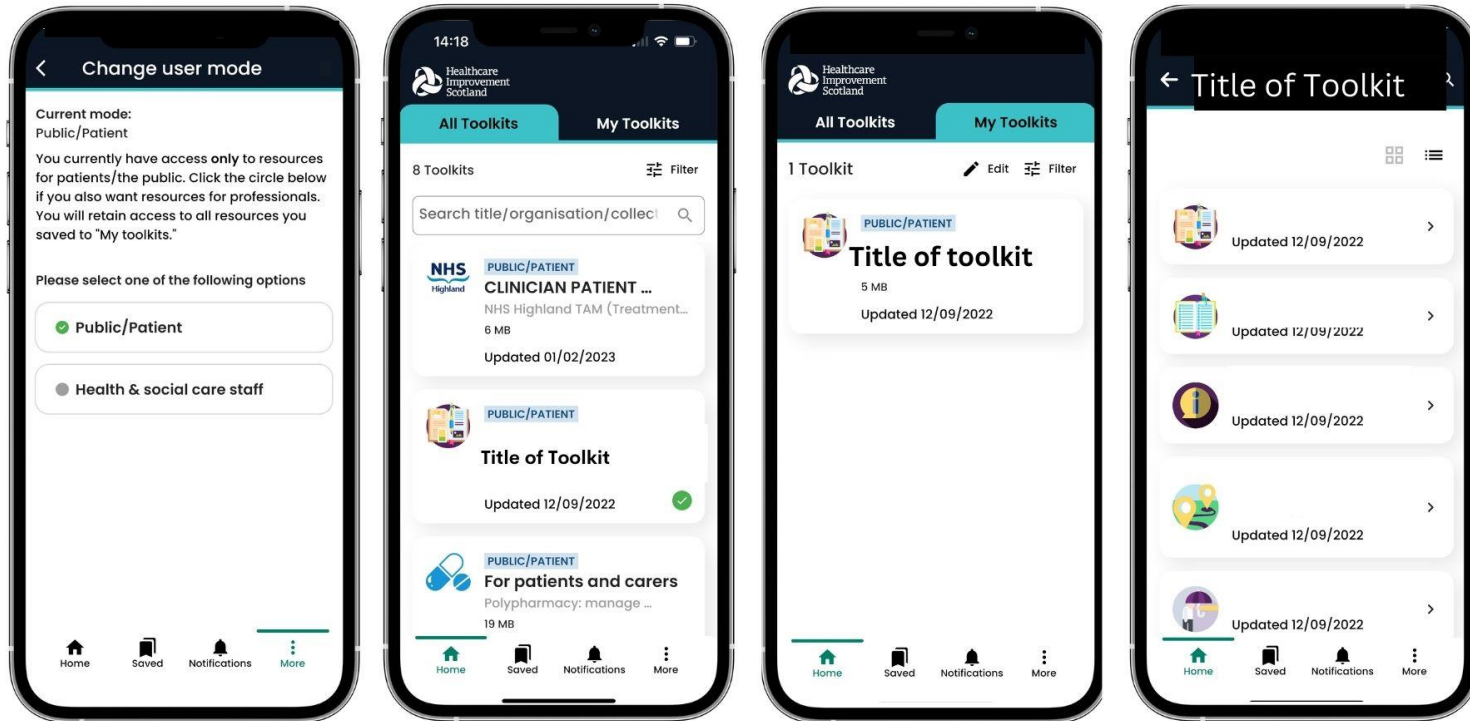 Change user mode
Current mode:
Public/Patient
You currently have access only to resources
for patients/the public. Click the circle below
if you also want resources for professionals.
You will retain access to all resources you
saved to "My toolkits."
Please select one of the following options
Public/Patient
Health & social care staff
Home Saved Notifications More
14:18
Healthcare
Improvement
Scotland
All Toolkits My Toolkits
8 Toolkits Filter
Search title/organisation/collect
NHS
Highland
PUBLIC/PATIENT
CLINICIAN PATIENT ...
NHS Highland TAM (Treatment...
6 MB
Updated 01/02/2023
PUBLIC/PATIENT
Title of Toolkit
Updated 12/09/2022
PUBLIC/PATIENT
For patients and carers
Polypharmacy: manage ...
19 MB
Home Saved Notifications More
Healthcare
Improvement
Scotland
All Toolkits My Toolkits
1 Toolkit Edit Filter
PUBLIC/PATIENT
Title of toolkit
5 MB
Updated 12/09/2022
Home Saved Notifications More
Title of Toolkit
Updated 12/09/2022
Updated 12/09/2022
Updated 12/09/2022
Updated 12/09/2022
Updated 12/09/2022
Home Saved Notifications More